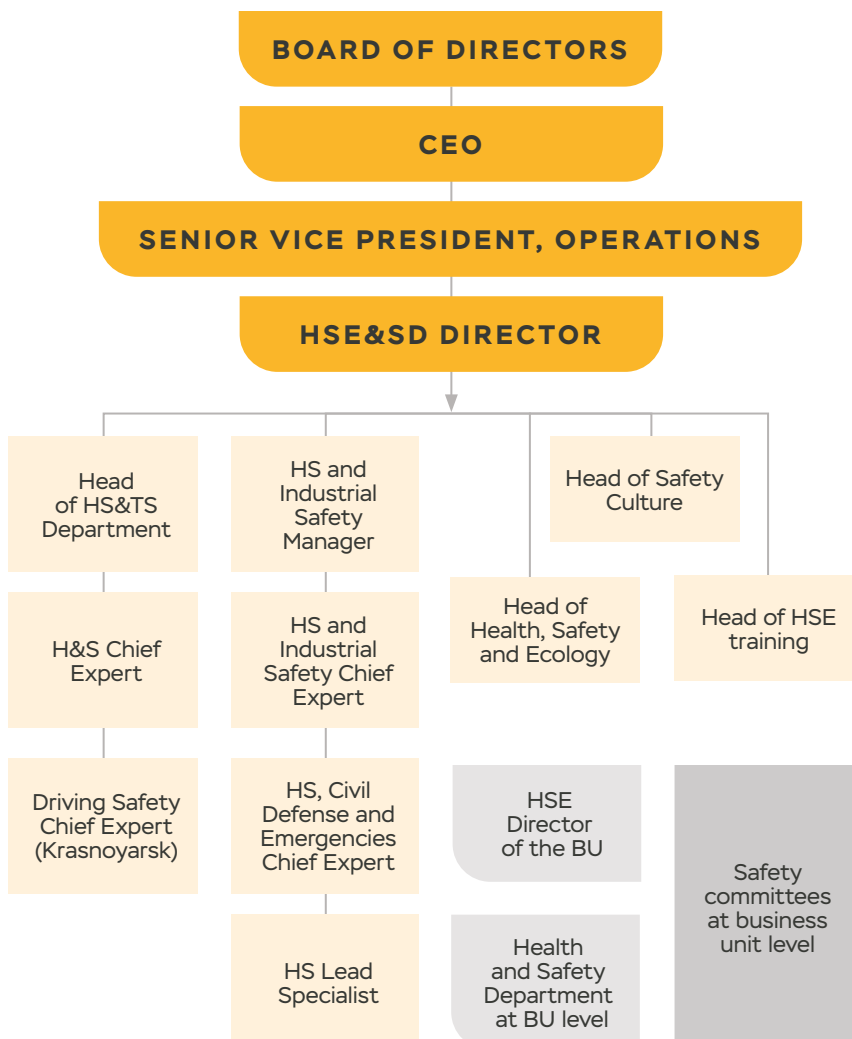 BOARD OF DIRECTORS
CEO
SENIOR VICE PRESIDENT, OPERATIONS
HSE&SD DIRECTOR
Head
of HS&TS
Department
HS and
Industrial
Safety
Manager
Head of Safety
Culture
H&S Chief
Expert
HS and
Industrial
Safety Chief
Expert
Head of
Health, Safety
and Ecology
Head of HSE
training
Driving Safety
Chief Expert
(Krasnoyarsk)
HS, Civil
Defense and
Emergencies
Chief Expert
HSE
Director
of the BU
Safety
committees
at business
unit level
HS Lead
Specialist
Health
and Safety
Department
at BU level